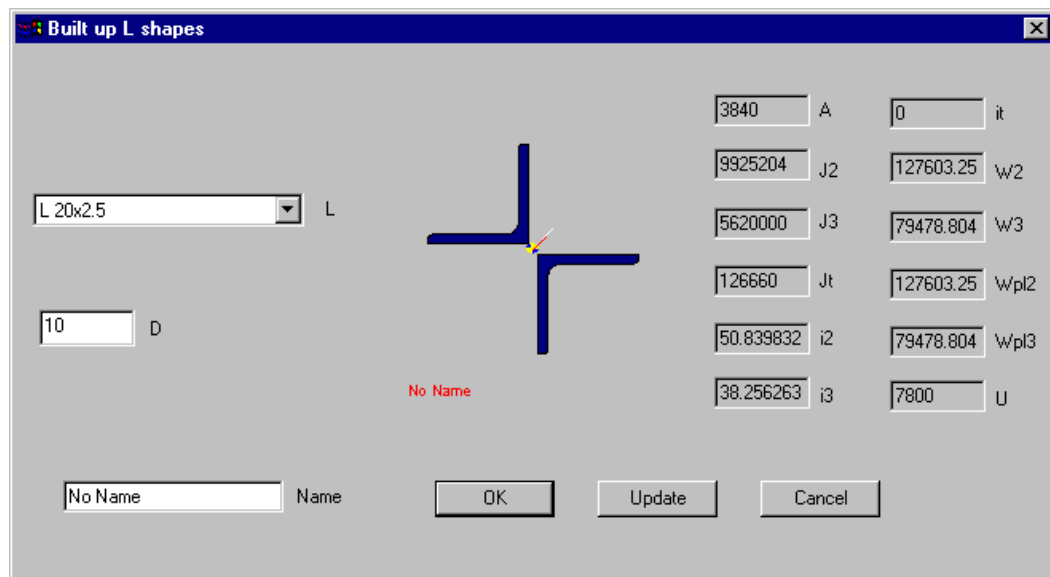 Built up L shapes
3840 A 0 it
9925204 J2 127603.25 W2
L 20x2.5 L
5620000 J3 79478.804 W3
126660 Jt 127603.25 Wpl2
10 D
50.839832 i2 79478.804 Wpl3
No Name
38.256263 i3 7800 U
No Name Name OK Update Cancel